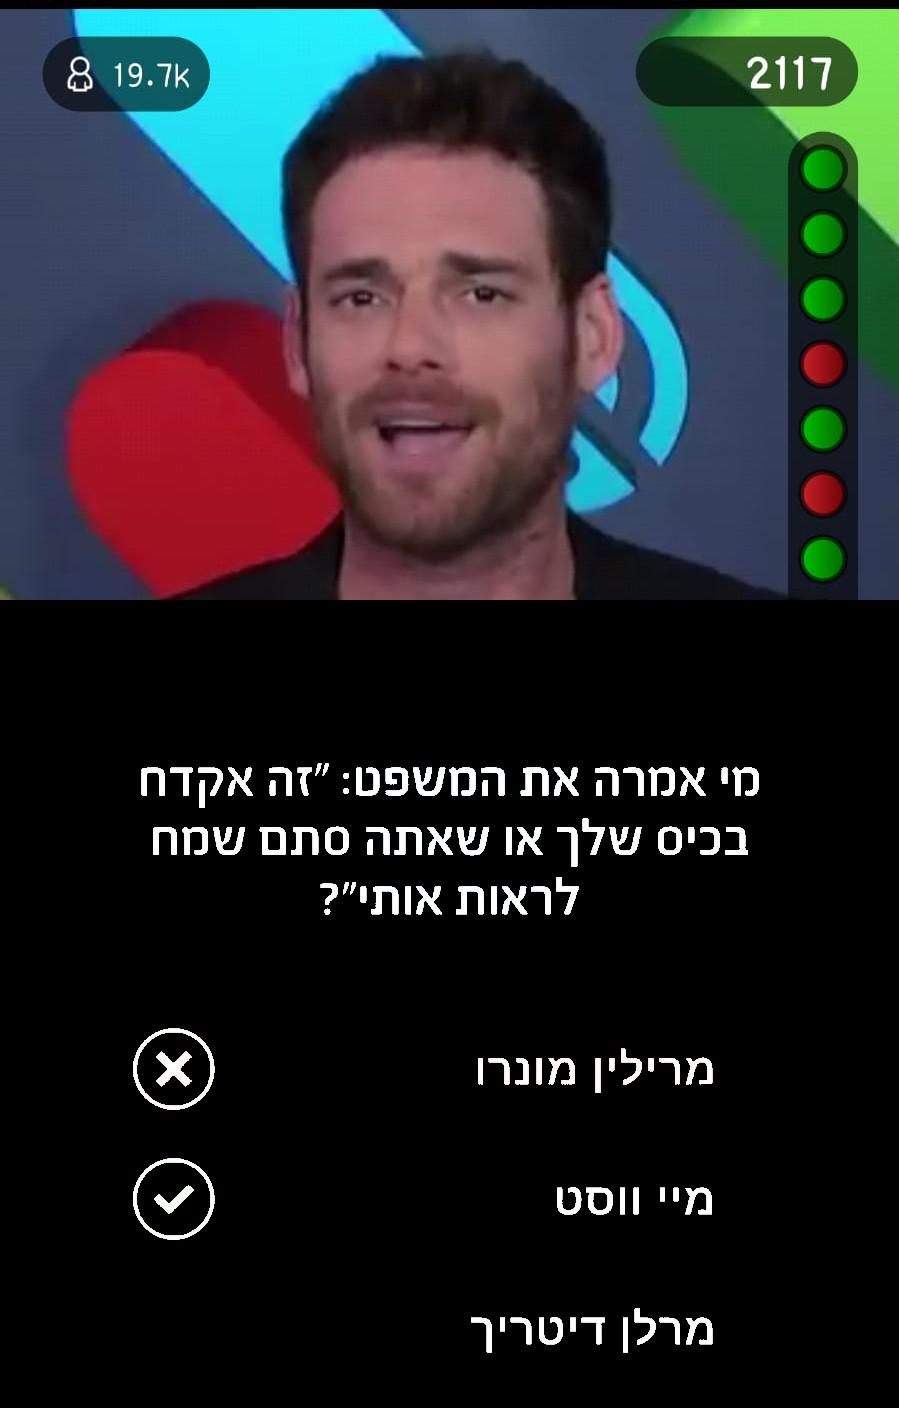 19.7k
2117
מי אמרה את המשפט: "זה אקדח
בכיס שלך או שאתה סתם שמח
לראות אותי"?
מרילין מונרו
מיי ווסט
מרלן דיטריך